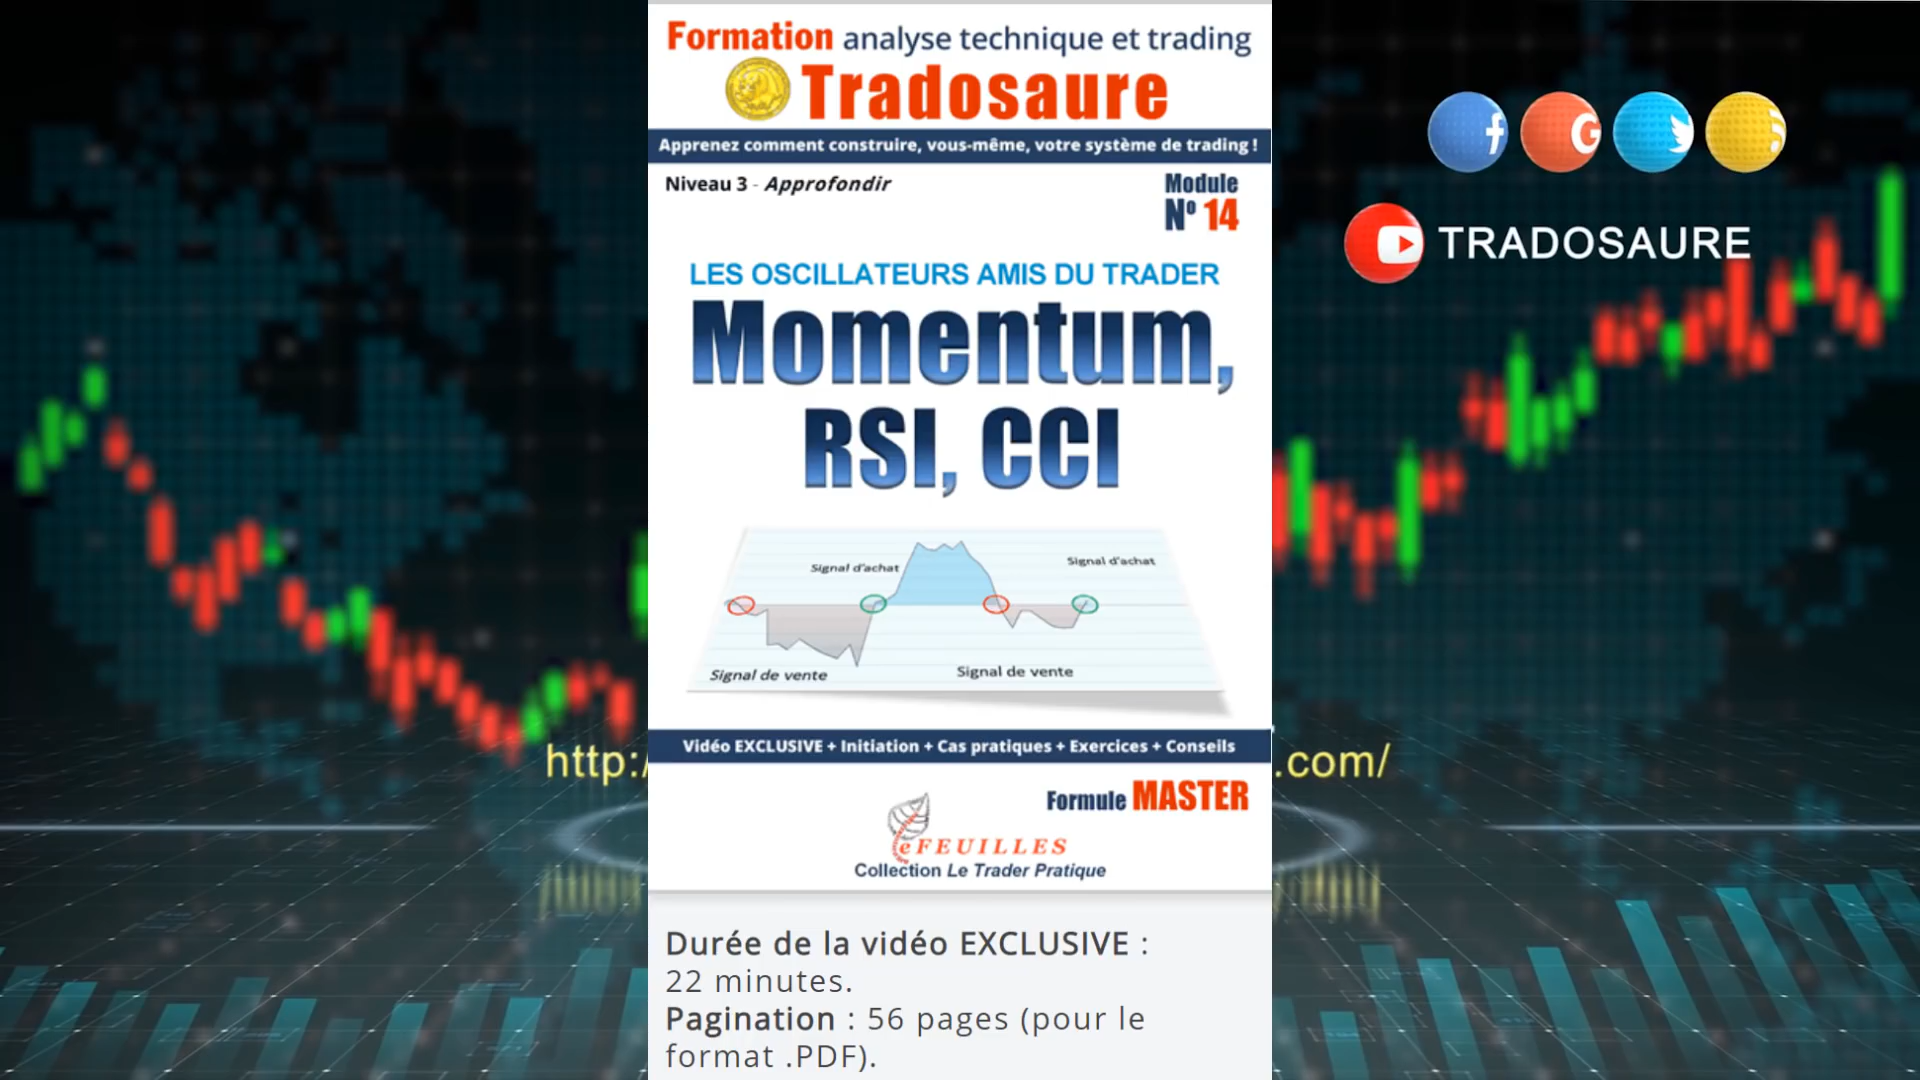 Formation analyse technique et trading
Tradosaure
Apprenez comment construire, vous-même, votre système de trading !
Niveau 3 - Approfondir
Module
N° 14
LES OSCILLATEURS AMIS DU TRADER
Momentum,
RSI, CCI
Signal d'achat
Signal d'achat
Signal de vente
Signal de vente
Vidéo EXCLUSIVE + Initiation + Cas pratiques + Exercices + Conseils
Formule MASTER
eFEUILLES
Collection Le Trader Pratique
Durée de la vidéo EXCLUSIVE :
22 minutes.
Pagination : 56 pages (pour le
format .PDF).
TRADOSAURE
http:/
.com/